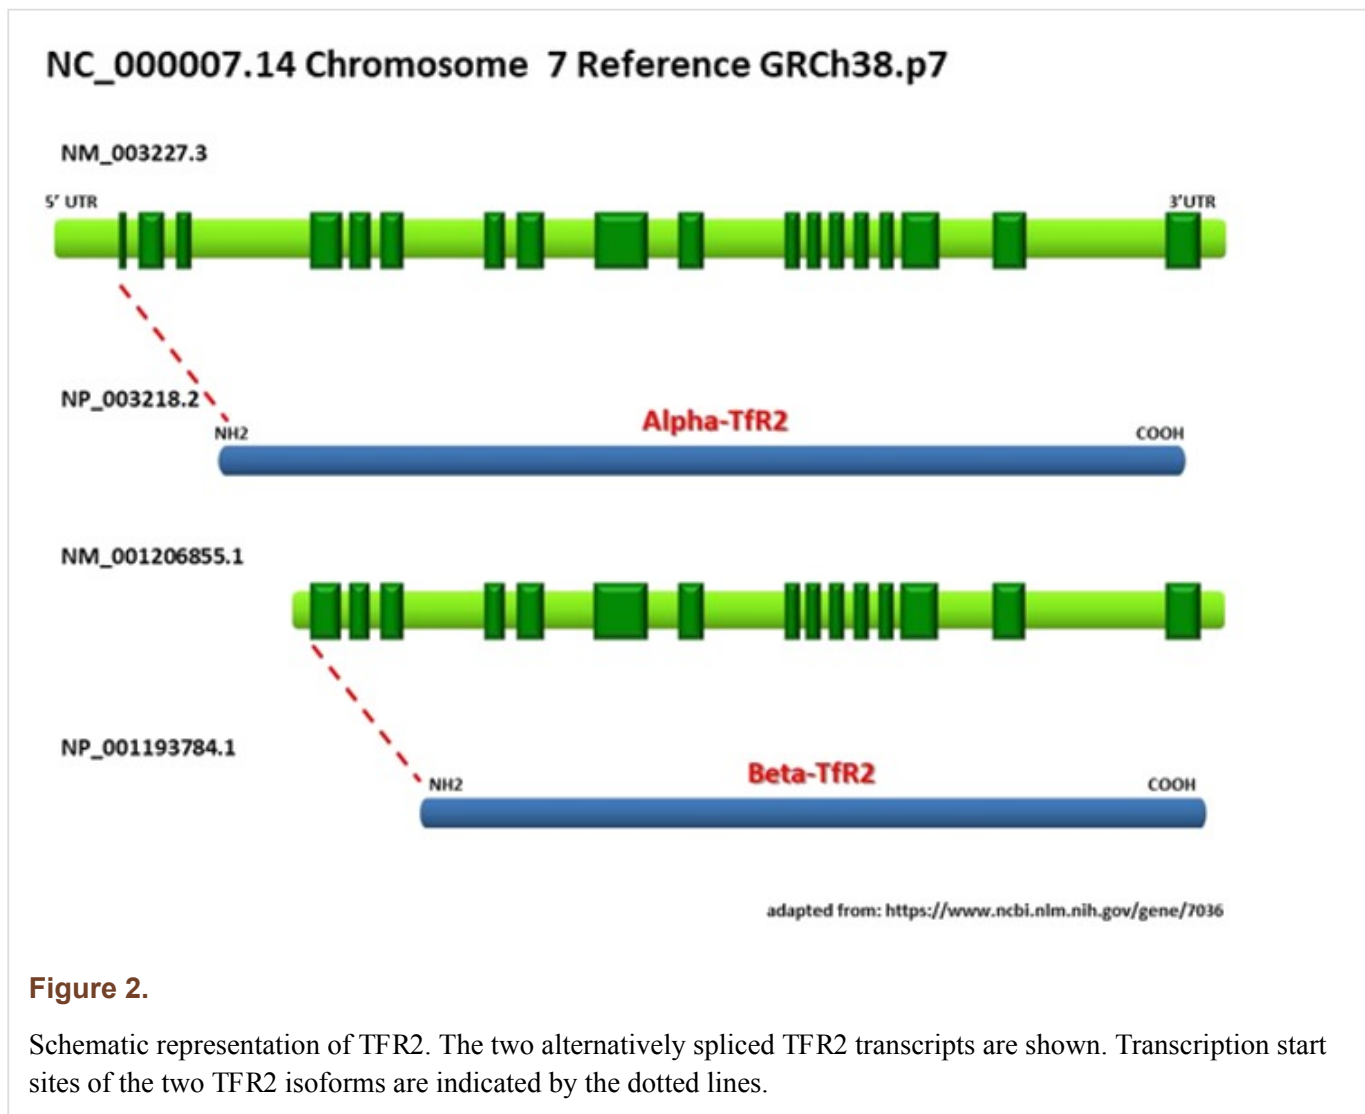 NC_000007.14 Chromosome 7 Reference GRCh38.p7
NM_003227.3
5' UTR
3'UTR
NP_003218.2
Alpha-TfR2
NH2
COOH
NM_001206855.1
NP_001193784.1
Beta-TfR2
NH2
COOH
adapted from: https://www.ncbi.nlm.nih.gov/gene/7036
Figure 2.
Schematic representation of TFR2. The two alternatively spliced TFR2 transcripts are shown. Transcription start
sites of the two TFR2 isoforms are indicated by the dotted lines.